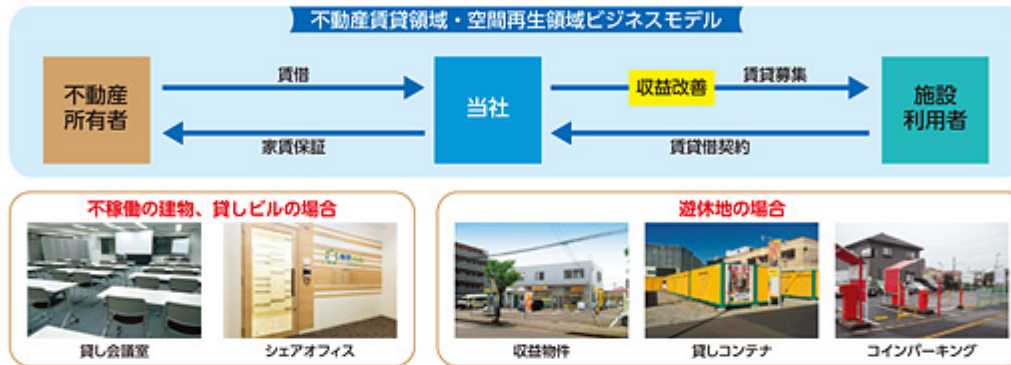 不動産賃貸領域・空間再生領域ビジネスモデル
不動産
所有者
賃借
家賃保証
当社
収益改善
賃貸募集
賃貸借契約
施設
利用者
不稼働の建物、貸しビルの場合
貸し会議室
シェアオフィス
遊休地の場合
収益物件
貸しコンテナ
コインパーキング